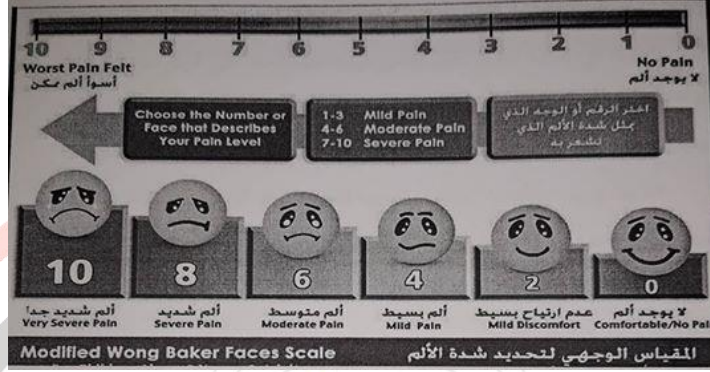 10 9 8 7 6 5 4 3 2 1 0
Worst Pain Felt No Pain
أسوأ ألم ممكن لا يوجد ألم
Choose the Number or
Face that Describes
Your Pain Level
1-3 Mild Pain
4-6 Moderate Pain
7-10 Severe Pain
اختر الرقم أو الوجه الذي
يمثل شدة الألم الذي
تشعر به
10 8 6 4 2 0
ألم شديد جداً ألم شديد ألم متوسط ألم بسيط عدم ارتياح بسيط لا يوجد ألم
Very Severe Pain Severe Pain Moderate Pain Mild Pain Mild Discomfort Comfortable/No Pai
Modified Wong Baker Faces Scale المقياس الوجهي لتحديد شدة الألم